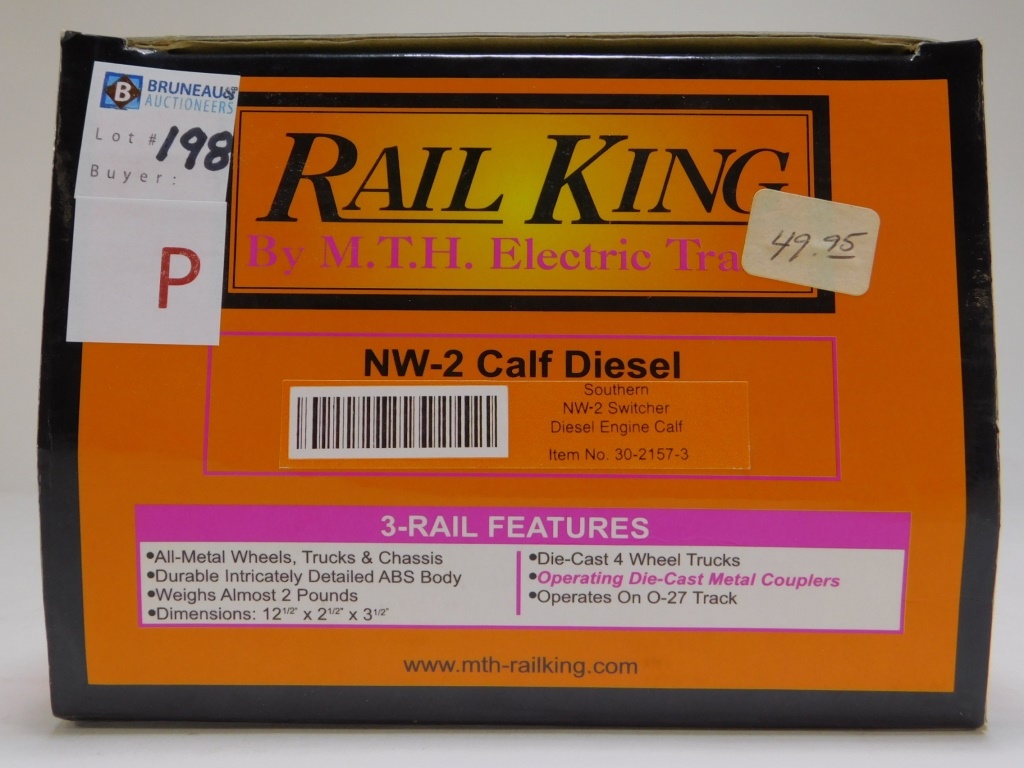 B BRUNEAU & CO
AUCTIONEERS
Lot # 198
Buyer:
P
RAIL KING
By M.T.H. Electric Tra
49.95
NW-2 Calf Diesel
Southern
NW-2 Switcher
Diesel Engine Calf
Item No. 30-2157-3
3-RAIL FEATURES
•All-Metal Wheels, Trucks & Chassis
•Durable Intricately Detailed ABS Body
•Weighs Almost 2 Pounds
•Dimensions: 12 1/2" x 2 1/2" x 3 1/2"
•Die-Cast 4 Wheel Trucks
•Operating Die-Cast Metal Couplers
•Operates On O-27 Track
www.mth-railking.com